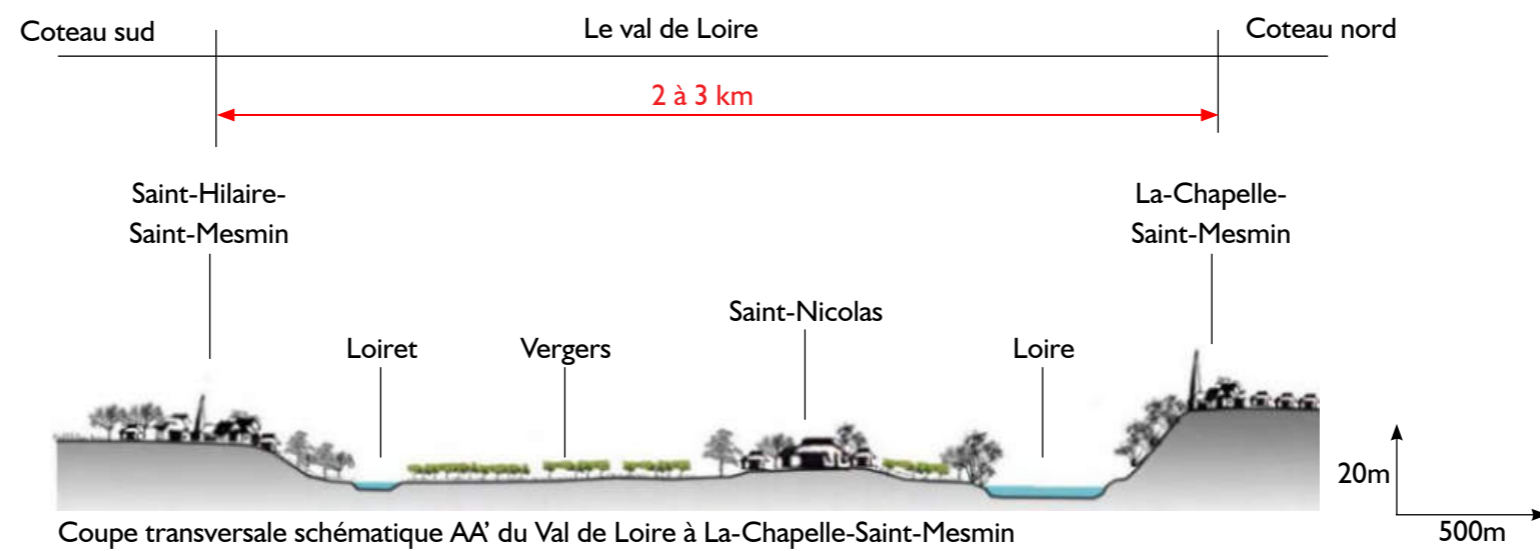 Coteau sud
Le val de Loire
Coteau nord
2 à 3 km
Saint-Hilaire-
Saint-Mesmin
La-Chapelle-
Saint-Mesmin
Saint-Nicolas
Loiret
Vergers
Loire
20m
500m
Coupe transversale schématique AA' du Val de Loire à La-Chapelle-Saint-Mesmin